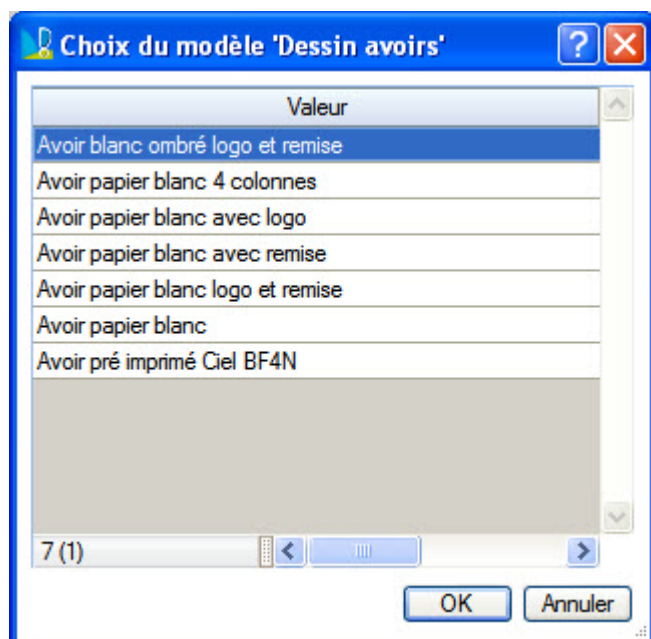 Choix du modèle 'Dessin avoirs'
Valeur
Avoir blanc ombré logo et remise
Avoir papier blanc 4 colonnes
Avoir papier blanc avec logo
Avoir papier blanc avec remise
Avoir papier blanc logo et remise
Avoir papier blanc
Avoir pré imprimé Ciel BF4N
7 (1)
OK Annuler